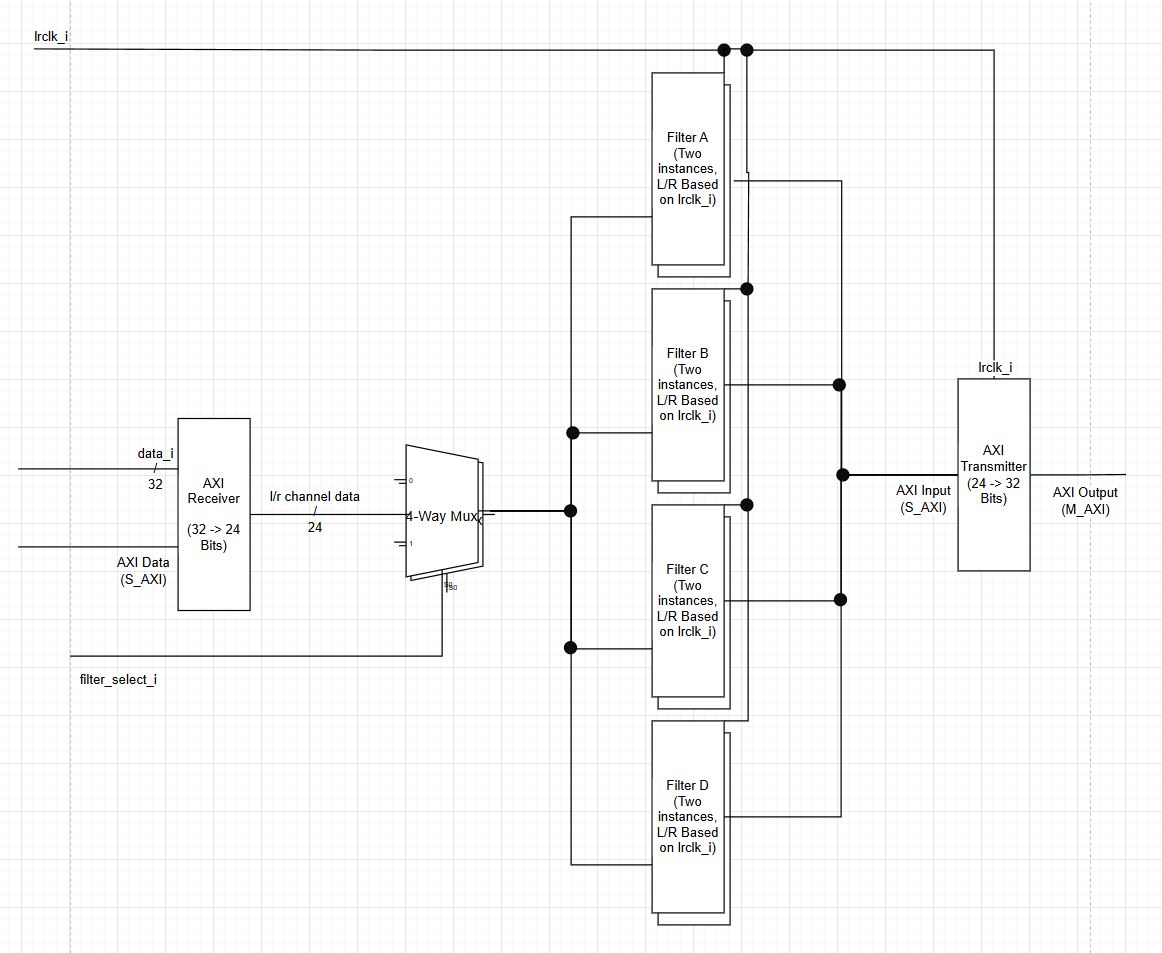 lrclk_i
Filter A
(Two
instances,
L/R Based
on lrclk_i)
Filter B
(Two
instances,
L/R Based
on lrclk_i)
lrclk_i
data_i
32
AXI
Receiver
(32 -> 24
Bits)
AXI Data
(S_AXI)
l/r channel data
24
0
4-Way Mux
1
S0
filter_select_i
AXI
Transmitter
(24 -> 32
Bits)
AXI Input
(S_AXI)
AXI Output
(M_AXI)
Filter C
(Two
instances,
L/R Based
on lrclk_i)
Filter D
(Two
instances,
L/R Based
on lrclk_i)